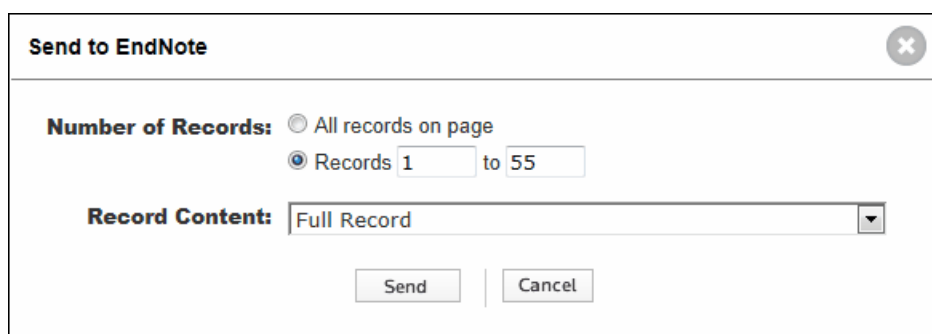 Send to EndNote
Number of Records: All records on page
Records 1 to 55
Record Content: Full Record
Send Cancel